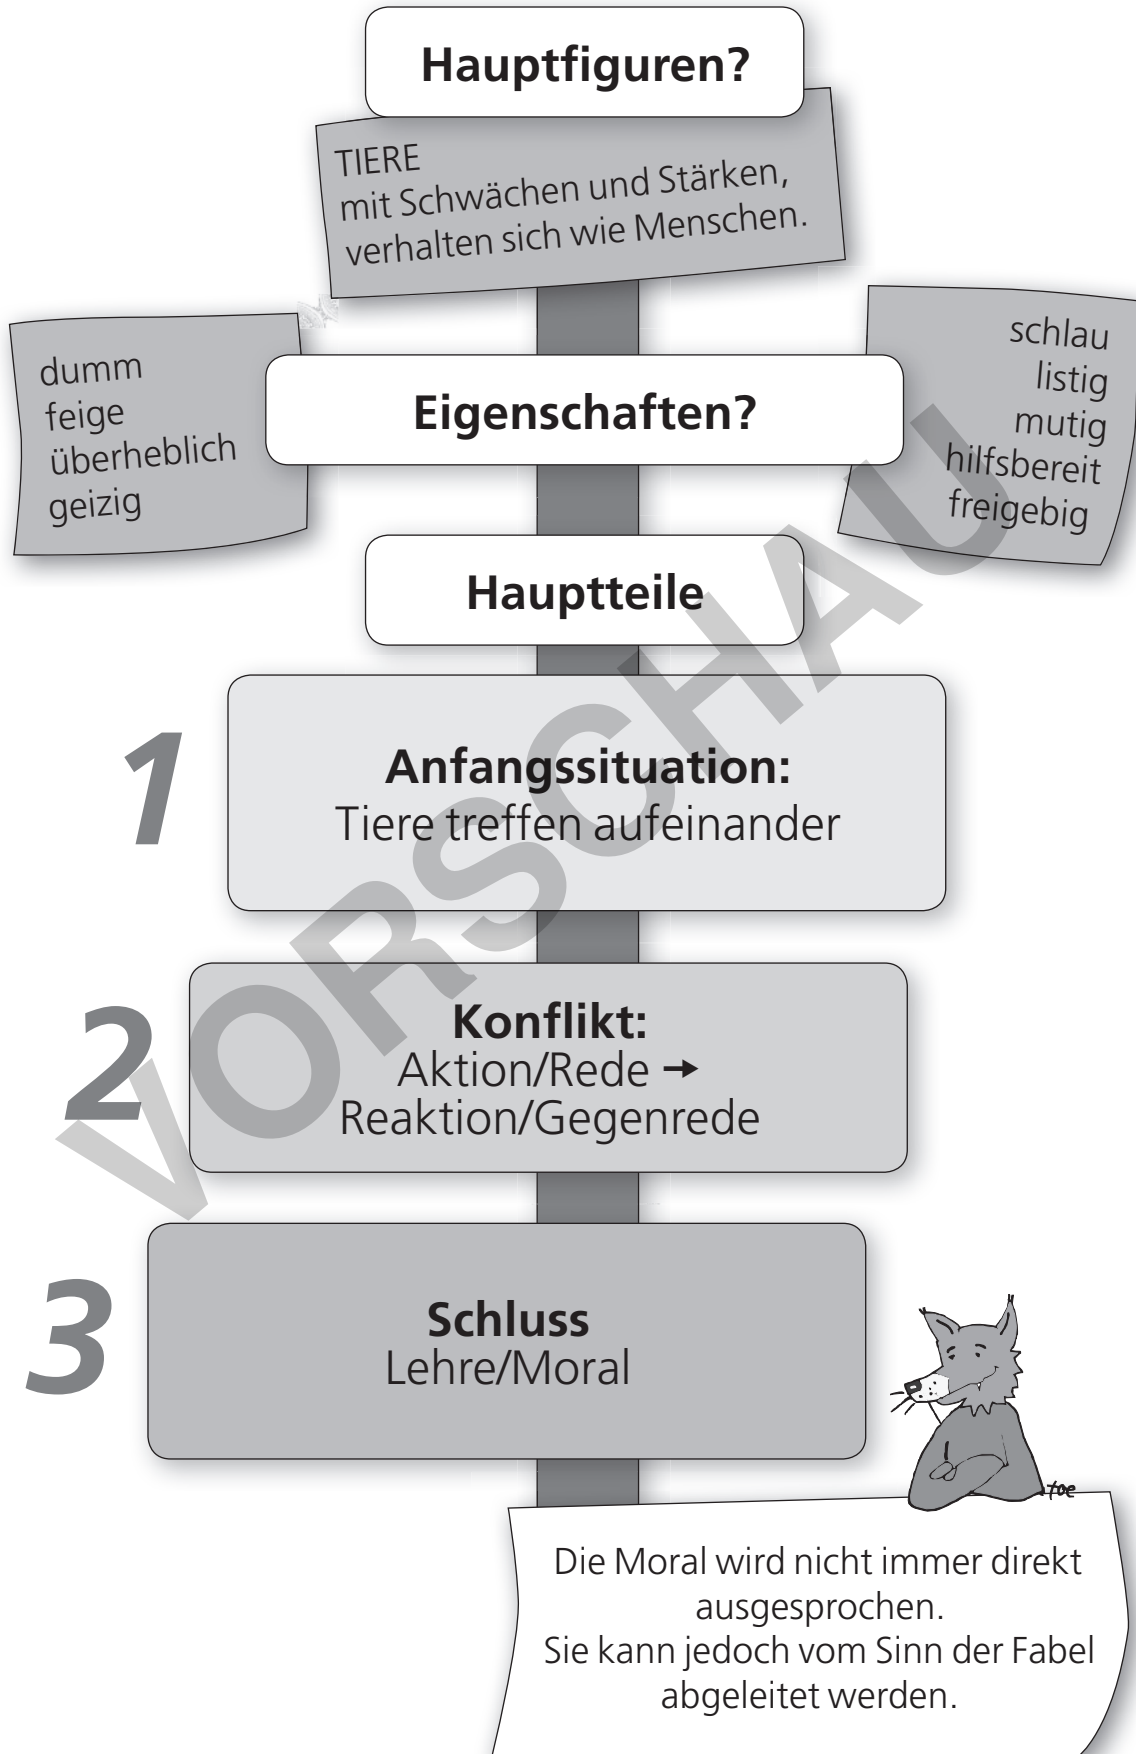 Hauptfiguren?
TIERE
mit Schwächen und Stärken,
verhalten sich wie Menschen.
dumm
feige
überheblich
geizig
Eigenschaften?
schlau
listig
mutig
hilfsbereit
freigebig
Hauptteile
1
Anfangssituation:
Tiere treffen aufeinander
2
Konflikt:
Aktion/Rede →
Reaktion/Gegenrede
3
Schluss
Lehre/Moral
toe
Die Moral wird nicht immer direkt
ausgesprochen.
Sie kann jedoch vom Sinn der Fabel
abgeleitet werden.
VORSCHAU